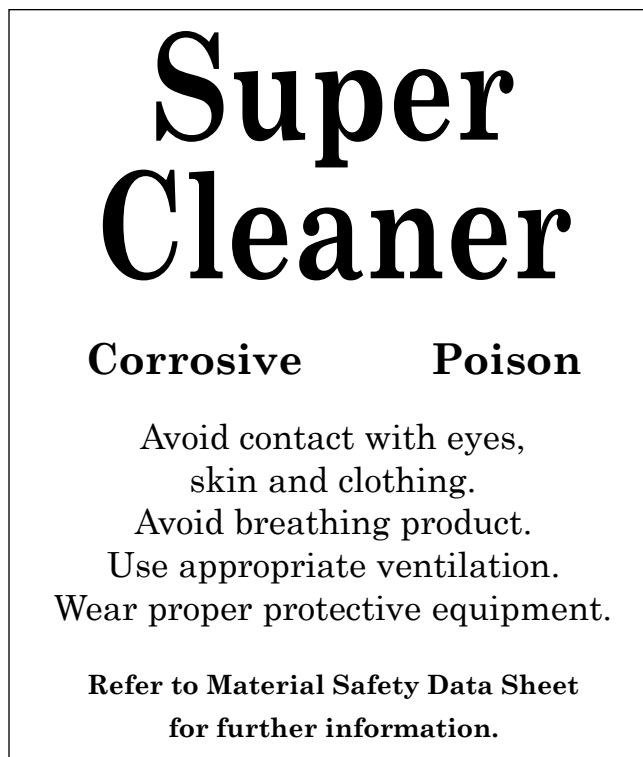 Super
Cleaner
Corrosive Poison
Avoid contact with eyes,
skin and clothing.
Avoid breathing product.
Use appropriate ventilation.
Wear proper protective equipment.
Refer to Material Safety Data Sheet
for further information.